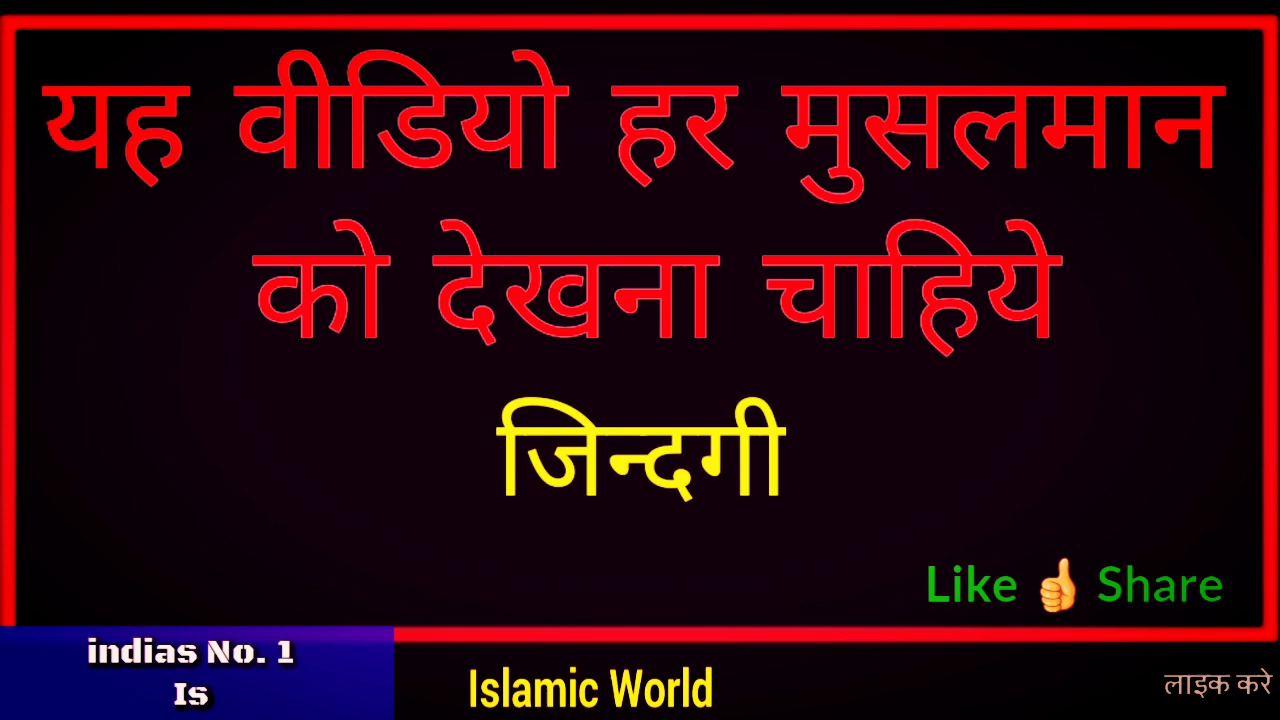 यह वीडियो हर मुसलमान
को देखना चाहिये
जिन्दगी
Like 👍 Share
indias No. 1
Is
Islamic World
लाइक करे